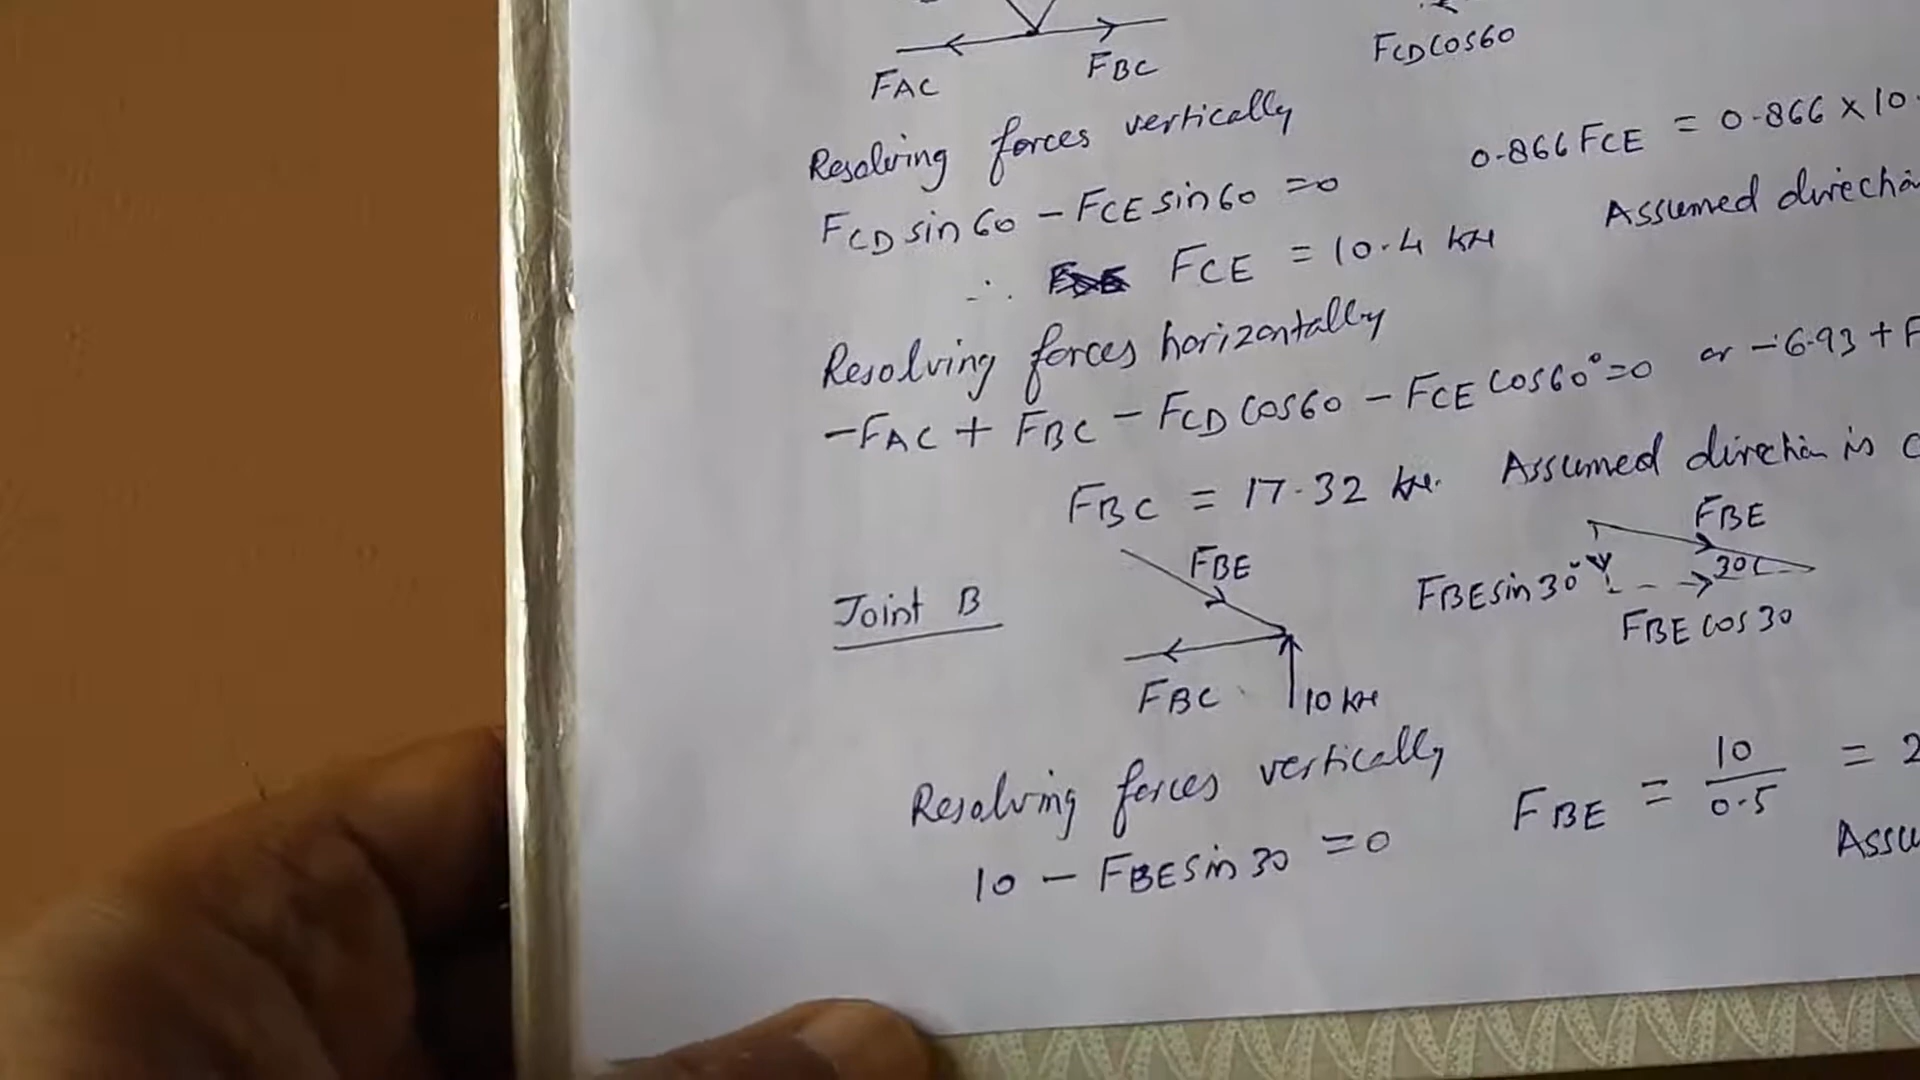 FAC FBC FCD COS60
Resolving forces vertically
0.866 FCE = 0.866 × 10.
FCD sin 60 – FCE sin 60 = 0
Assumed
∴ FCE = 10.4 kN
Resolving forces horizontally
–FAC + FBC – FCD COS60 – FCE COS60° = 0 or –6.93 + F
FBC = 17.32 kN. Assumed direction is
Joint B
FBE
FBC
10 kN
FBE
FBE sin 30°
30
FBE COS 30
Resolving forces vertically
10 – FBE sin 30 = 0
FBE = 10/0.5 = 2